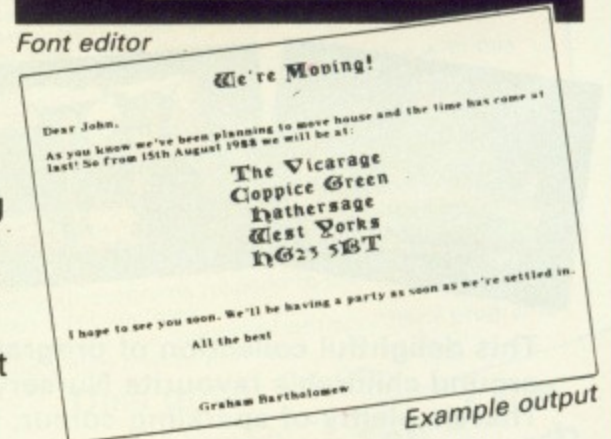 Font editor
We're Moving!
Dear John,
As you know we've been planning to move house and the time has come at
last! So from 15th August 1988 we will be at:
The Vicarage
Coppice Green
Hathersage
West Yorks
HG23 5BT
I hope to see you soon. We'll be having a party as soon as we're settled in.
All the best
Graham Bartholomew
Example output